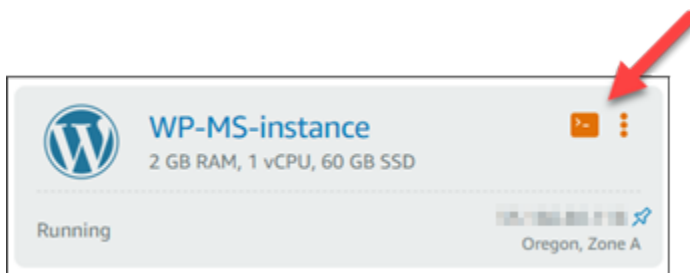 WP-MS-instance
2 GB RAM, 1 vCPU, 60 GB SSD
Running
Oregon, Zone A